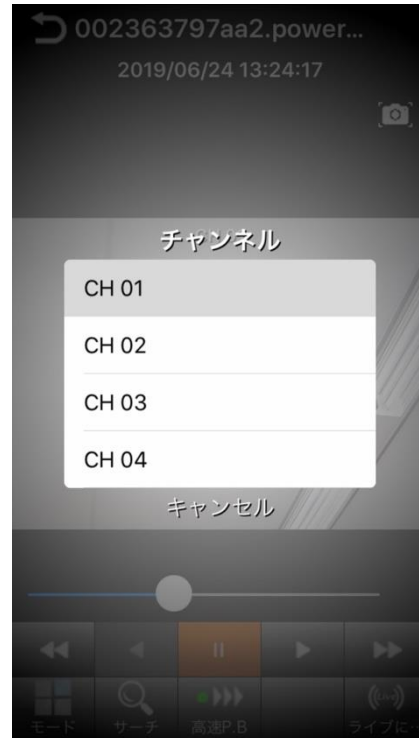 002363797aa2.power...
2019/06/24 13:24:17
チャンネル
CH 01
CH 02
CH 03
CH 04
キャンセル
モード
サーチ
高速P.B
(Live)
ライブに